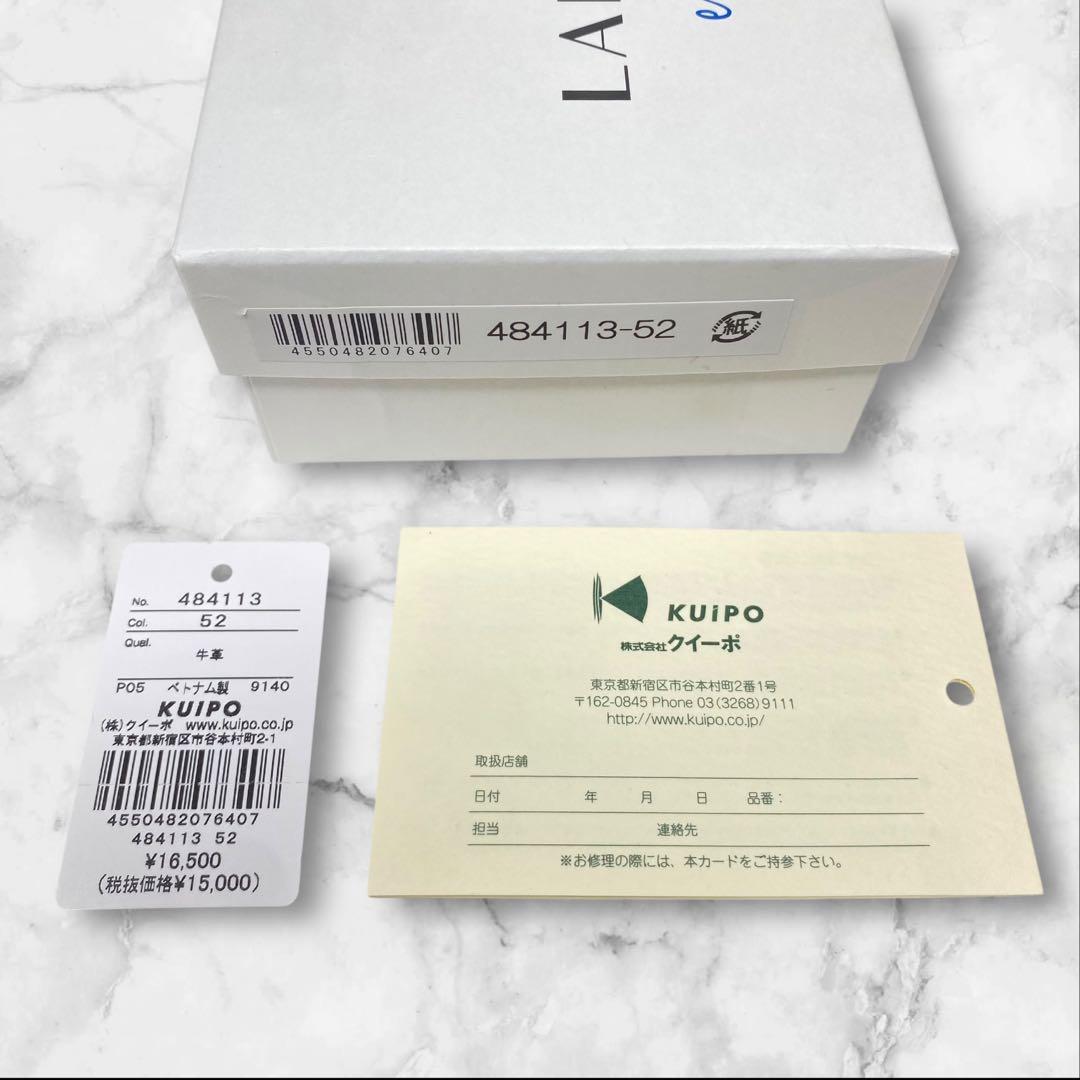 4550482076407
484113-52
紙
No. 484113
Col. 52
Qual.
牛革
P05 ベトナム製 9140
KUIPO
(株)クイーポ www.kuipo.co.jp
東京都新宿区市谷本村町2-1
4550482076407
484113 52
¥16,500
(税抜価格¥15,000)
KUiPO
株式会社クイーポ
東京都新宿区市谷本村町2番1号
〒162-0845 Phone 03(3268)9111
http://www.kuipo.co.jp/
取扱店舗
日付 年 月 日 品番:
担当 連絡先
※お修理の際には、本カードをご持参下さい。